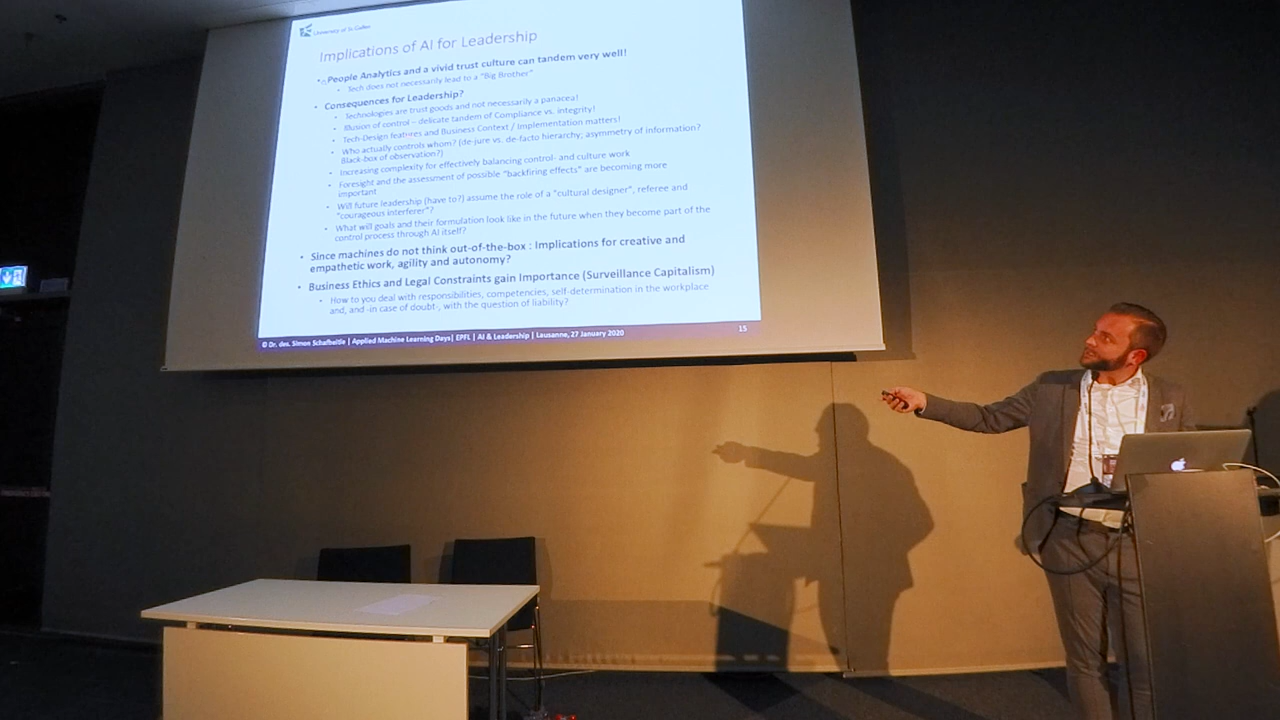 University of St.Gallen
Implications of AI for Leadership
People Analytics and a vivid trust culture can tandem very well!
Tech does not necessarily lead to a "Big Brother"
Consequences for Leadership?
Technologies are trust goods and not necessarily a panacea!
Illusion of control – delicate tandem of Compliance vs. integrity!
Tech-Design features and Business Context / Implementation matters!
Who actually controls whom? (de-jure vs. de-facto hierarchy; asymmetry of information?
Black-box of observation?)
Increasing complexity for effectively balancing control- and culture work
Foresight and the assessment of possible "backfiring effects" are becoming more
important
Will future leadership (have to?) assume the role of a "cultural designer", referee and
"courageous interferer"?
What will goals and their formulation look like in the future when they become part of the
control process through AI itself?
Since machines do not think out-of-the-box : Implications for creative and
empathetic work, agility and autonomy?
Business Ethics and Legal Constraints gain Importance (Surveillance Capitalism)
How to you deal with responsibilities, competencies, self-determination in the workplace
and, and -in case of doubt-, with the question of liability?
© Dr. des. Simon Schafheitle | Applied Machine Learning Days| EPFL | AI & Leadership | Lausanne, 27 January 2020
15